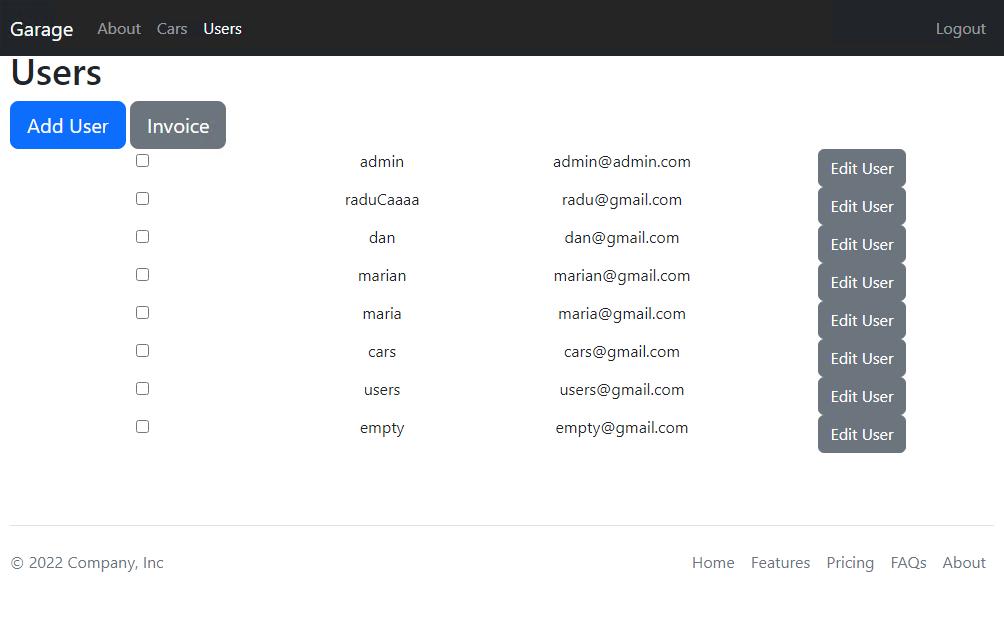 Garage About Cars Users Logout
Users
Add User Invoice
admin admin@admin.com Edit User
raduCaaaa radu@gmail.com Edit User
dan dan@gmail.com Edit User
marian marian@gmail.com Edit User
maria maria@gmail.com Edit User
cars cars@gmail.com Edit User
users users@gmail.com Edit User
empty empty@gmail.com Edit User
© 2022 Company, Inc Home Features Pricing FAQs About